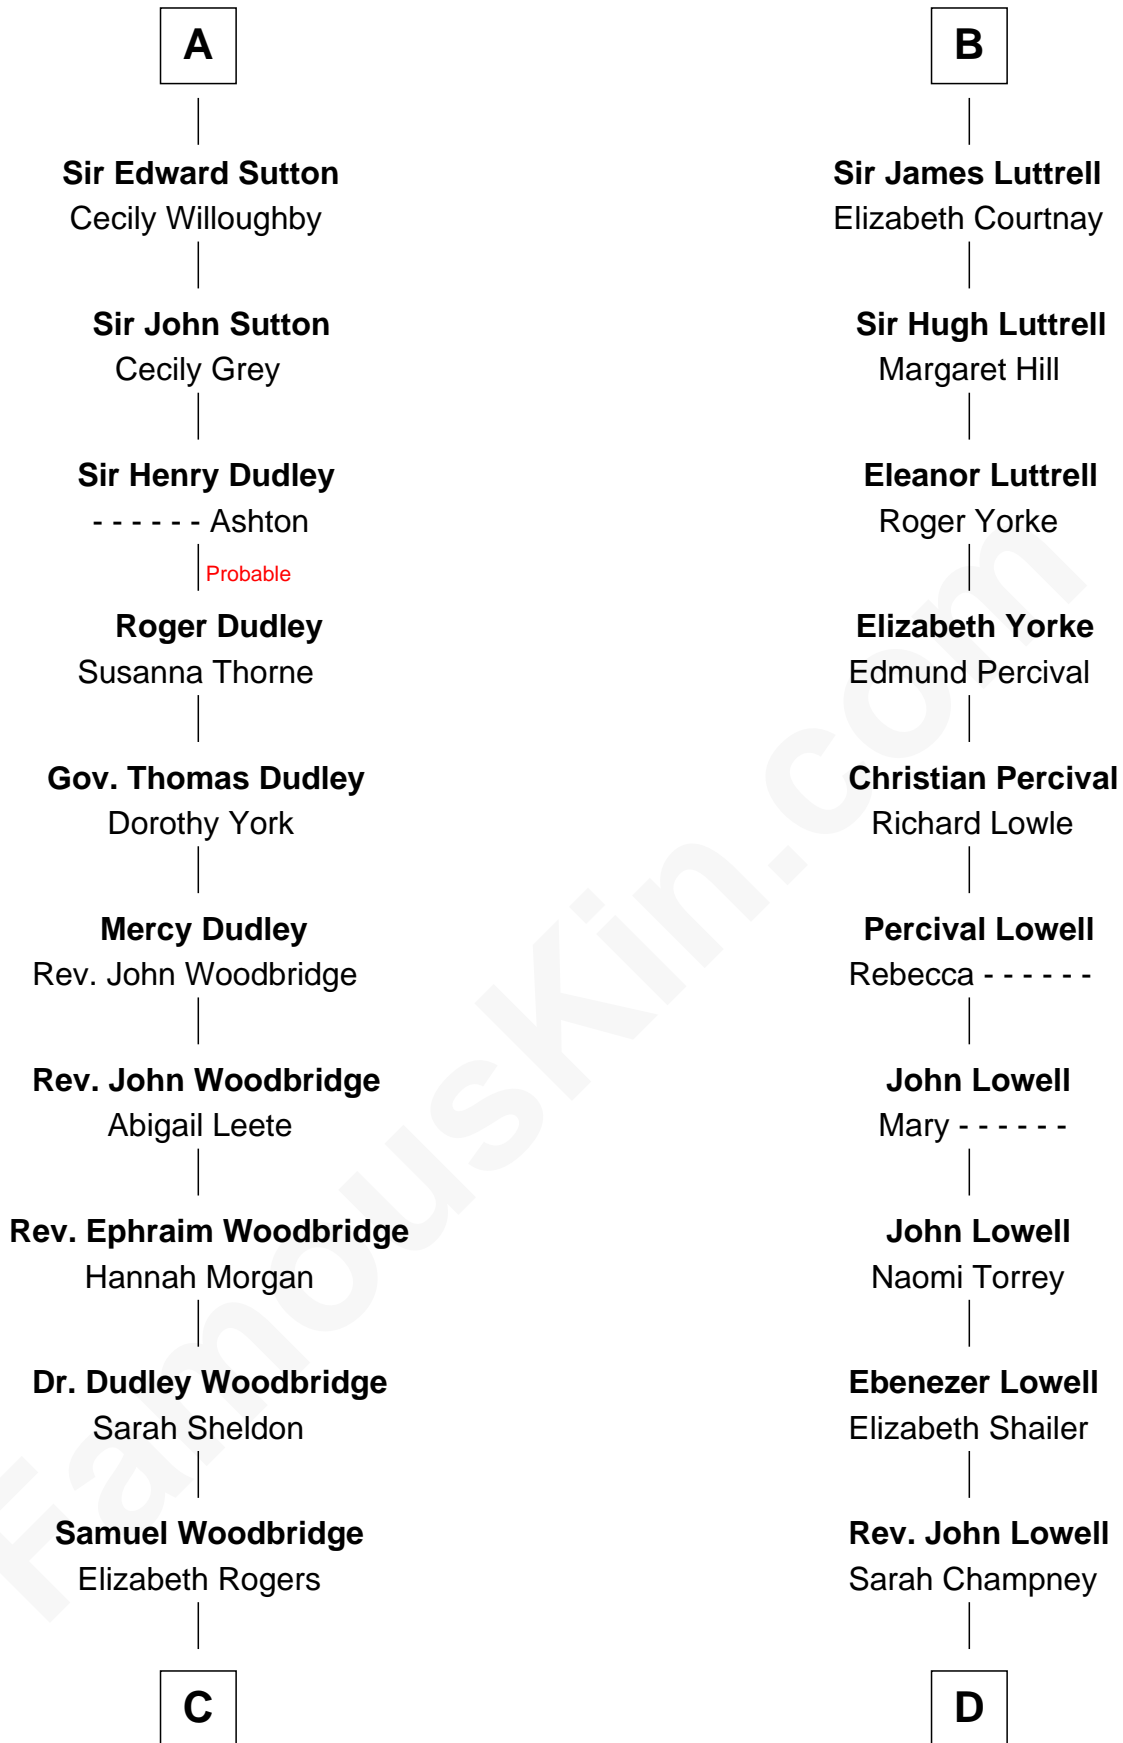 A
Sir Edward Sutton
Cecily Willoughby
Sir John Sutton
Cecily Grey
Sir Henry Dudley
- - - - - - Ashton
Probable
Roger Dudley
Susanna Thorne
Gov. Thomas Dudley
Dorothy York
Mercy Dudley
Rev. John Woodbridge
Rev. John Woodbridge
Abigail Leete
Rev. Ephraim Woodbridge
Hannah Morgan
Dr. Dudley Woodbridge
Sarah Sheldon
Samuel Woodbridge
Elizabeth Rogers
C
B
Sir James Luttrell
Elizabeth Courtnay
Sir Hugh Luttrell
Margaret Hill
Eleanor Luttrell
Roger Yorke
Elizabeth Yorke
Edmund Percival
Christian Percival
Richard Lowle
Percival Lowell
Rebecca - - - - - -
John Lowell
Mary - - - - - -
John Lowell
Naomi Torrey
Ebenezer Lowell
Elizabeth Shailer
Rev. John Lowell
Sarah Champney
D
FamousKin.com